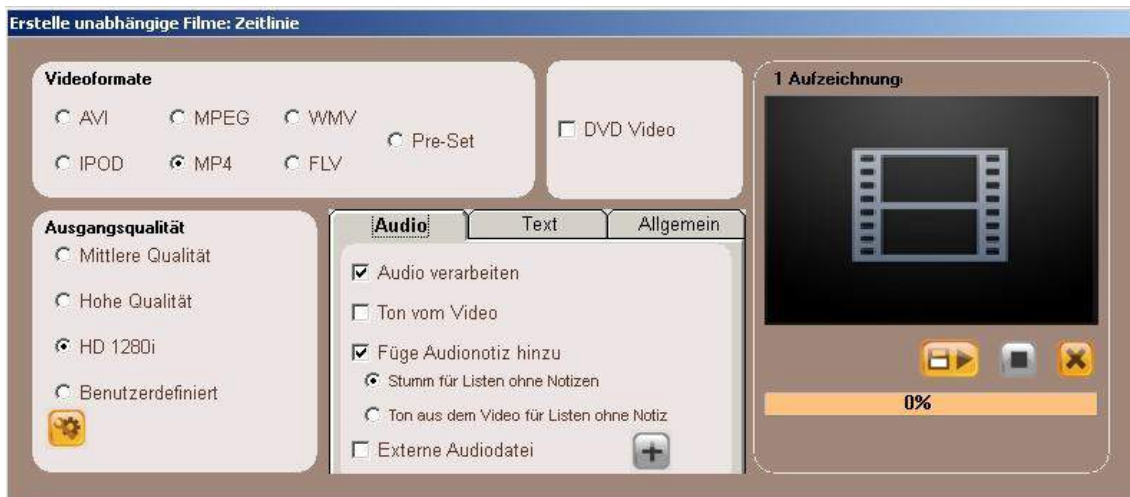 Erstelle unabhängige Filme: Zeitlinie
Videoformate
AVI MPEG WMV
Pre-Set
IPOD MP4 FLV
DVD Video
Ausgangsqualität
Mittlere Qualität
Hohe Qualität
HD 1280i
Benutzerdefiniert
Audio Text Allgemein
Audio verarbeiten
Ton vom Video
Füge Audionotiz hinzu
Stumm für Listen ohne Notizen
Ton aus dem Video für Listen ohne Notiz
Externe Audiodatei
1 Aufzeichnung:
0%